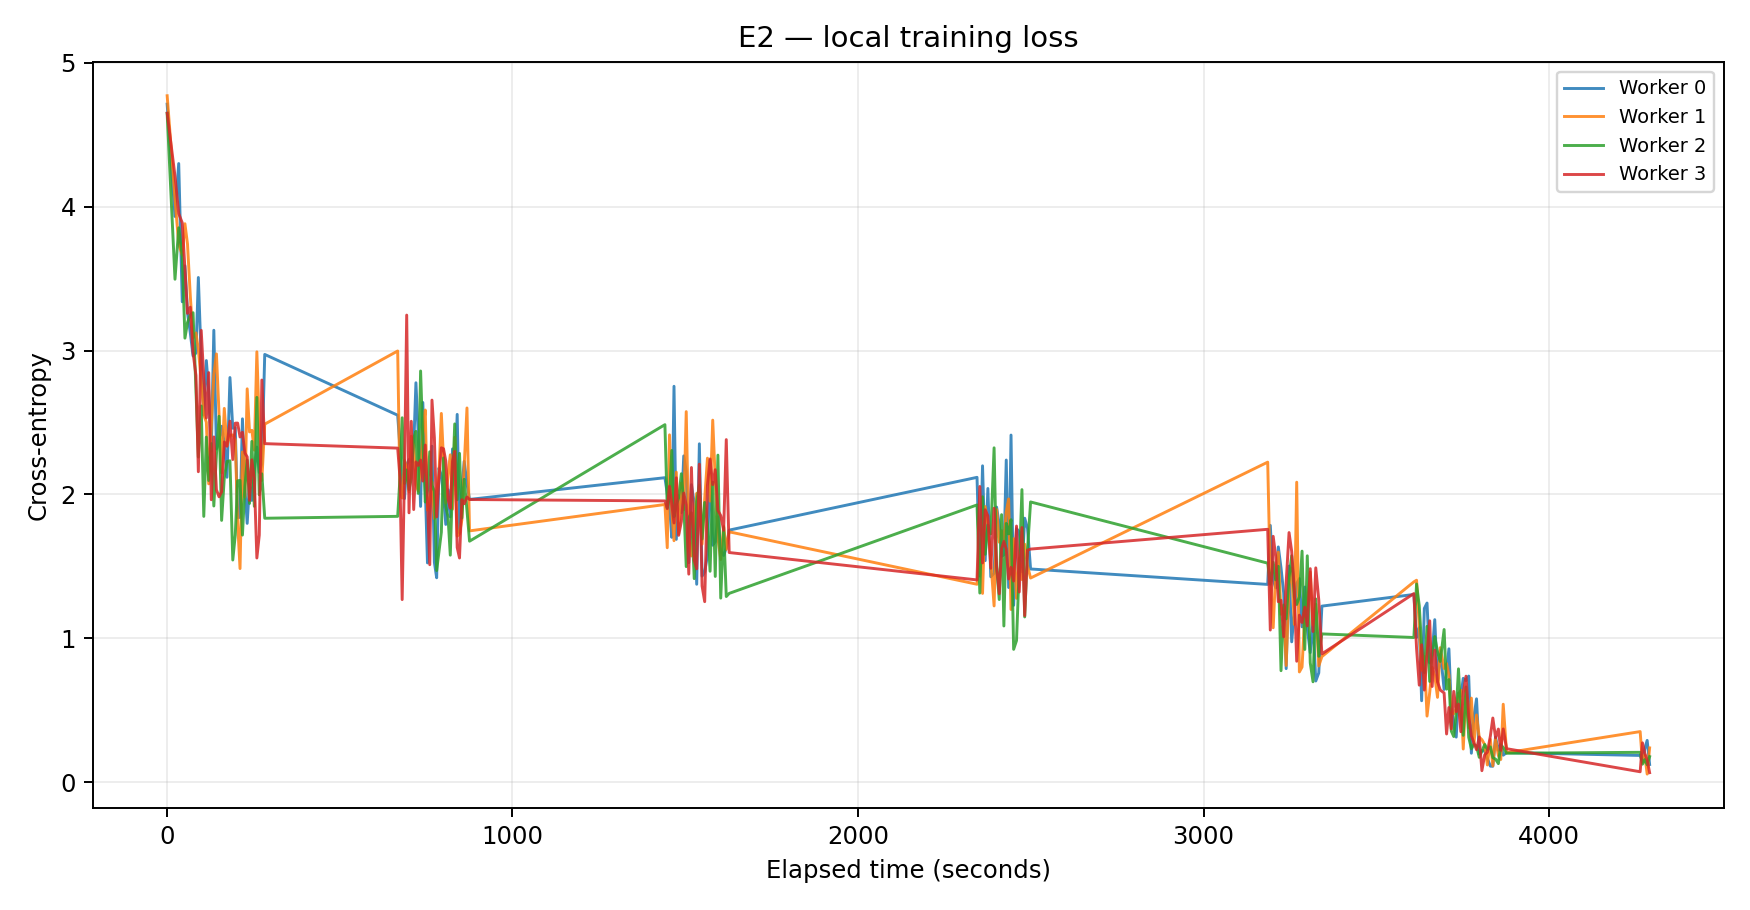 E2 — local training loss
5
4
3
2
1
0
Cross-entropy
Worker 0
Worker 1
Worker 2
Worker 3
0 1000 2000 3000 4000
Elapsed time (seconds)